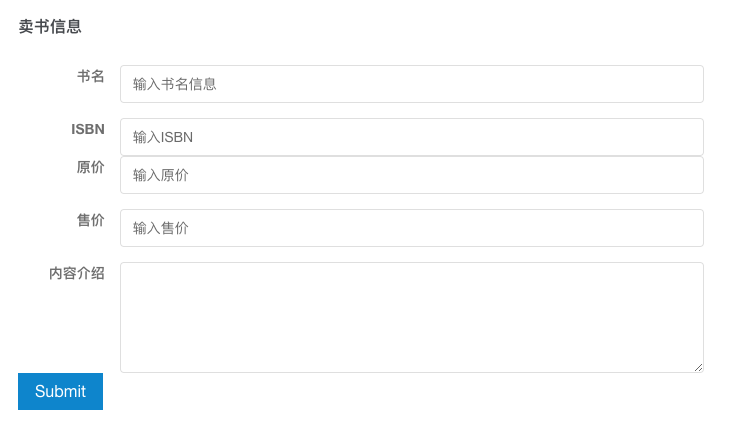 卖书信息
书名
输入书名信息
ISBN
输入ISBN
原价
输入原价
售价
输入售价
内容介绍
Submit